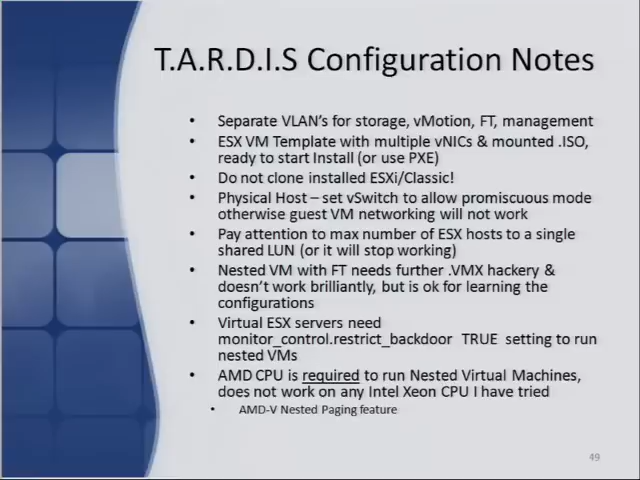 T.A.R.D.I.S Configuration Notes
• Separate VLAN's for storage, vMotion, FT, management
• ESX VM Template with multiple vNICs & mounted .ISO,
ready to start Install (or use PXE)
• Do not clone installed ESXi/Classic!
• Physical Host – set vSwitch to allow promiscuous mode
otherwise guest VM networking will not work
• Pay attention to max number of ESX hosts to a single
shared LUN (or it will stop working)
• Nested VM with FT needs further .VMX hackery &
doesn't work brilliantly, but is ok for learning the
configurations
• Virtual ESX servers need
monitor_control.restrict_backdoor TRUE setting to run
nested VMs
• AMD CPU is required to run Nested Virtual Machines,
does not work on any Intel Xeon CPU I have tried
• AMD-V Nested Paging feature
49